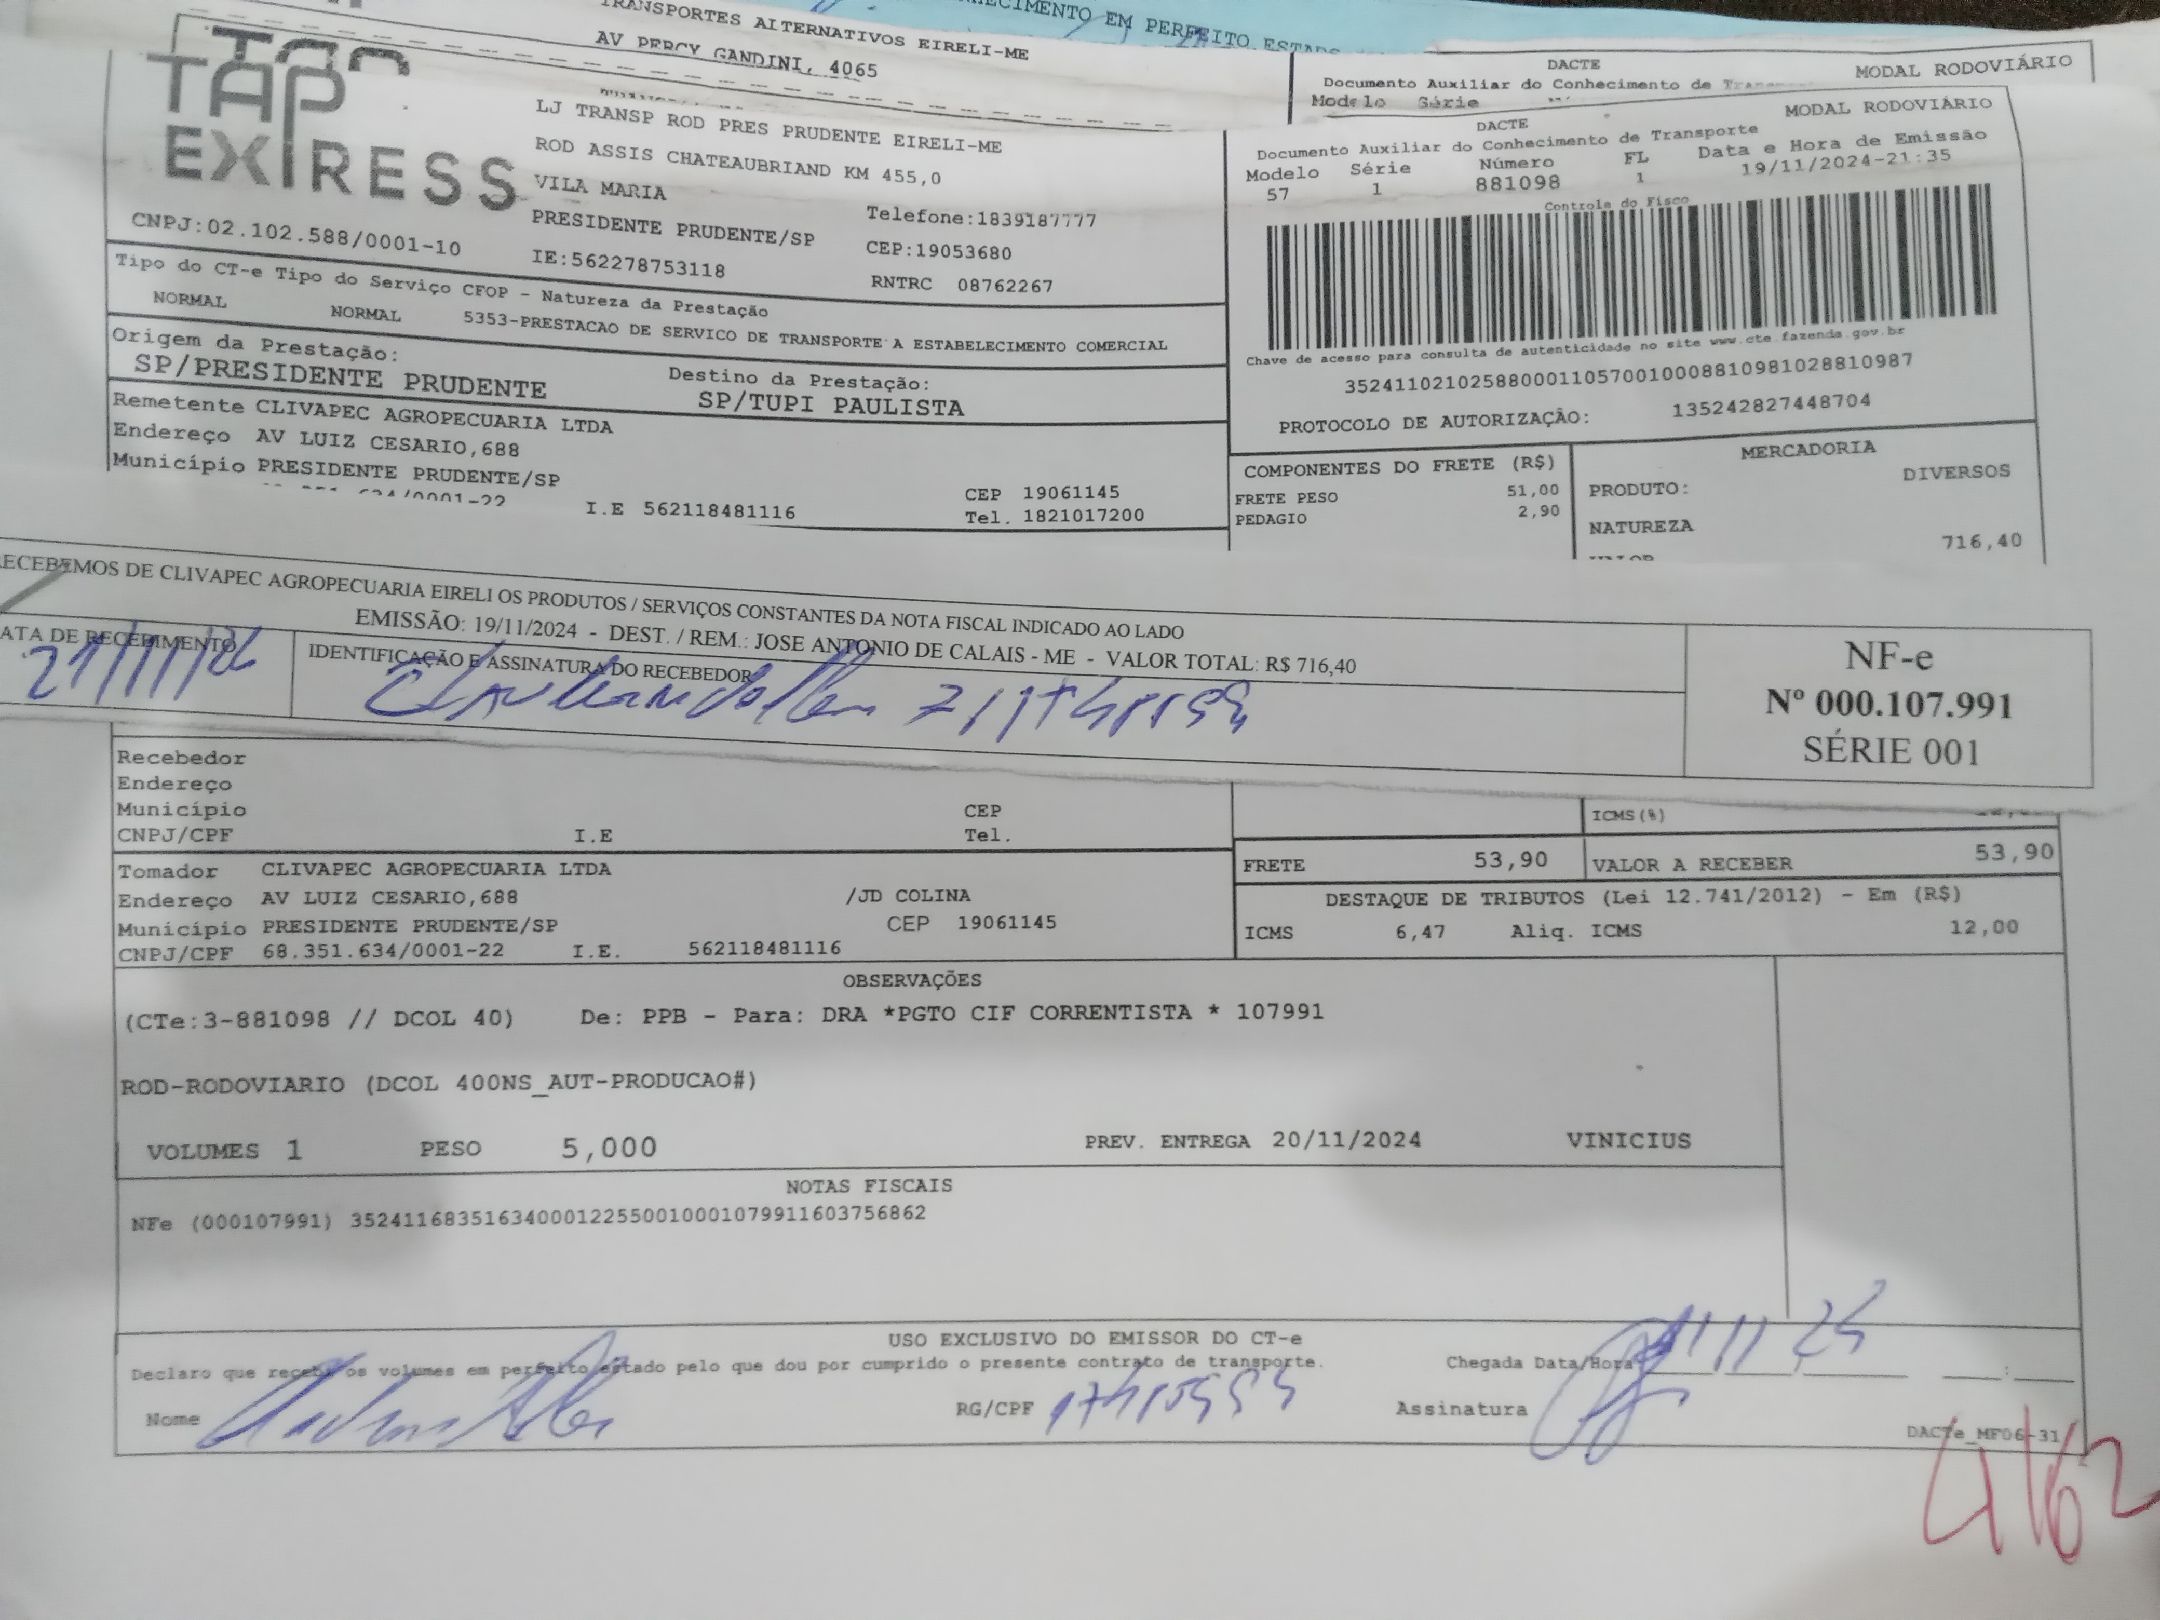 TRANSPORTES ALTERNATIVOS EIRELI-ME
AV PERCY GANDINI, 4065
EM PERFEITO ESTADO
DACTE
MODAL RODOVIÁRIO
Documento Auxiliar do Conhecimento de
Modelo Série
TAP
EXPRESS
LJ TRANSP ROD PRES PRUDENTE EIRELI-ME
ROD ASSIS CHATEAUBRIAND KM 455,0
VILA MARIA
PRESIDENTE PRUDENTE/SP
Telefone:1839187777
CEP:19053680
CNPJ:02.102.588/0001-10
IE:562278753118
RNTRC 08762267
DACTE
MODAL RODOVIÁRIO
Documento Auxiliar do Conhecimento de Transporte
Modelo Série Número FL Data e Hora de Emissão
57 1 881098 1 19/11/2024-21:35
Controle do Fisco
Chave de acesso para consulta de autenticidade no site www.cte.fazenda.gov.br
35241102102588000110570010008810981028810987
PROTOCOLO DE AUTORIZAÇÃO: 135242827448704
Tipo do CT-e Tipo do Serviço CFOP - Natureza da Prestação
NORMAL NORMAL 5353-PRESTACAO DE SERVICO DE TRANSPORTE A ESTABELECIMENTO COMERCIAL
Origem da Prestação:
SP/PRESIDENTE PRUDENTE
Destino da Prestação:
SP/TUPI PAULISTA
Remetente CLIVAPEC AGROPECUARIA LTDA
Endereço AV LUIZ CESARIO,688
Município PRESIDENTE PRUDENTE/SP
CEP 19061145
I.E 562118481116
Tel. 1821017200
COMPONENTES DO FRETE (R$)
FRETE PESO 51,00
PEDAGIO 2,90
MERCADORIA
PRODUTO: DIVERSOS
NATUREZA
716,40
RECEBEMOS DE CLIVAPEC AGROPECUARIA EIRELI OS PRODUTOS / SERVIÇOS CONSTANTES DA NOTA FISCAL INDICADO AO LADO
EMISSÃO: 19/11/2024 - DEST. / REM.: JOSE ANTONIO DE CALAIS - ME - VALOR TOTAL: R$ 716,40
DATA DE RECEBIMENTO
IDENTIFICAÇÃO E ASSINATURA DO RECEBEDOR
NF-e
Nº 000.107.991
SÉRIE 001
Recebedor
Endereço
Município CEP
CNPJ/CPF I.E Tel.
ICMS(%)
Tomador CLIVAPEC AGROPECUARIA LTDA
Endereço AV LUIZ CESARIO,688 /JD COLINA
Município PRESIDENTE PRUDENTE/SP CEP 19061145
CNPJ/CPF 68.351.634/0001-22 I.E. 562118481116
FRETE 53,90 VALOR A RECEBER 53,90
DESTAQUE DE TRIBUTOS (Lei 12.741/2012) - Em (R$)
ICMS 6,47 Aliq. ICMS 12,00
OBSERVAÇÕES
(CTe:3-881098 // DCOL 40) De: PPB - Para: DRA *PGTO CIF CORRENTISTA * 107991
ROD-RODOVIARIO (DCOL 400NS_AUT-PRODUCAO#)
VOLUMES 1 PESO 5,000 PREV. ENTREGA 20/11/2024 VINICIUS
NOTAS FISCAIS
NFe (000107991) 35241168351634000122550010001079911603756862
USO EXCLUSIVO DO EMISSOR DO CT-e
Declaro que recebi os volumes em perfeito estado pelo que dou por cumprido o presente contrato de transporte.
Chegada Data/Hora
Nome
RG/CPF
Assinatura
DACTe_MF06-31